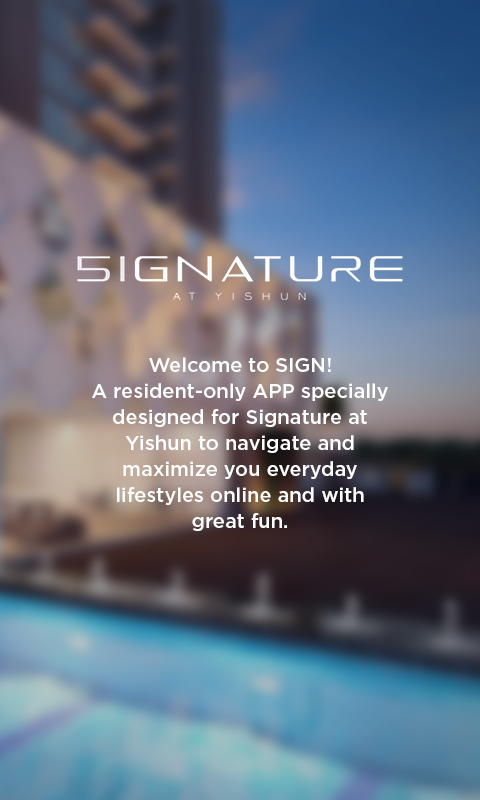 SIGNATURE
AT YISHUN
Welcome to SIGN!
A resident-only APP specially
designed for Signature at
Yishun to navigate and
maximize you everyday
lifestyles online and with
great fun.